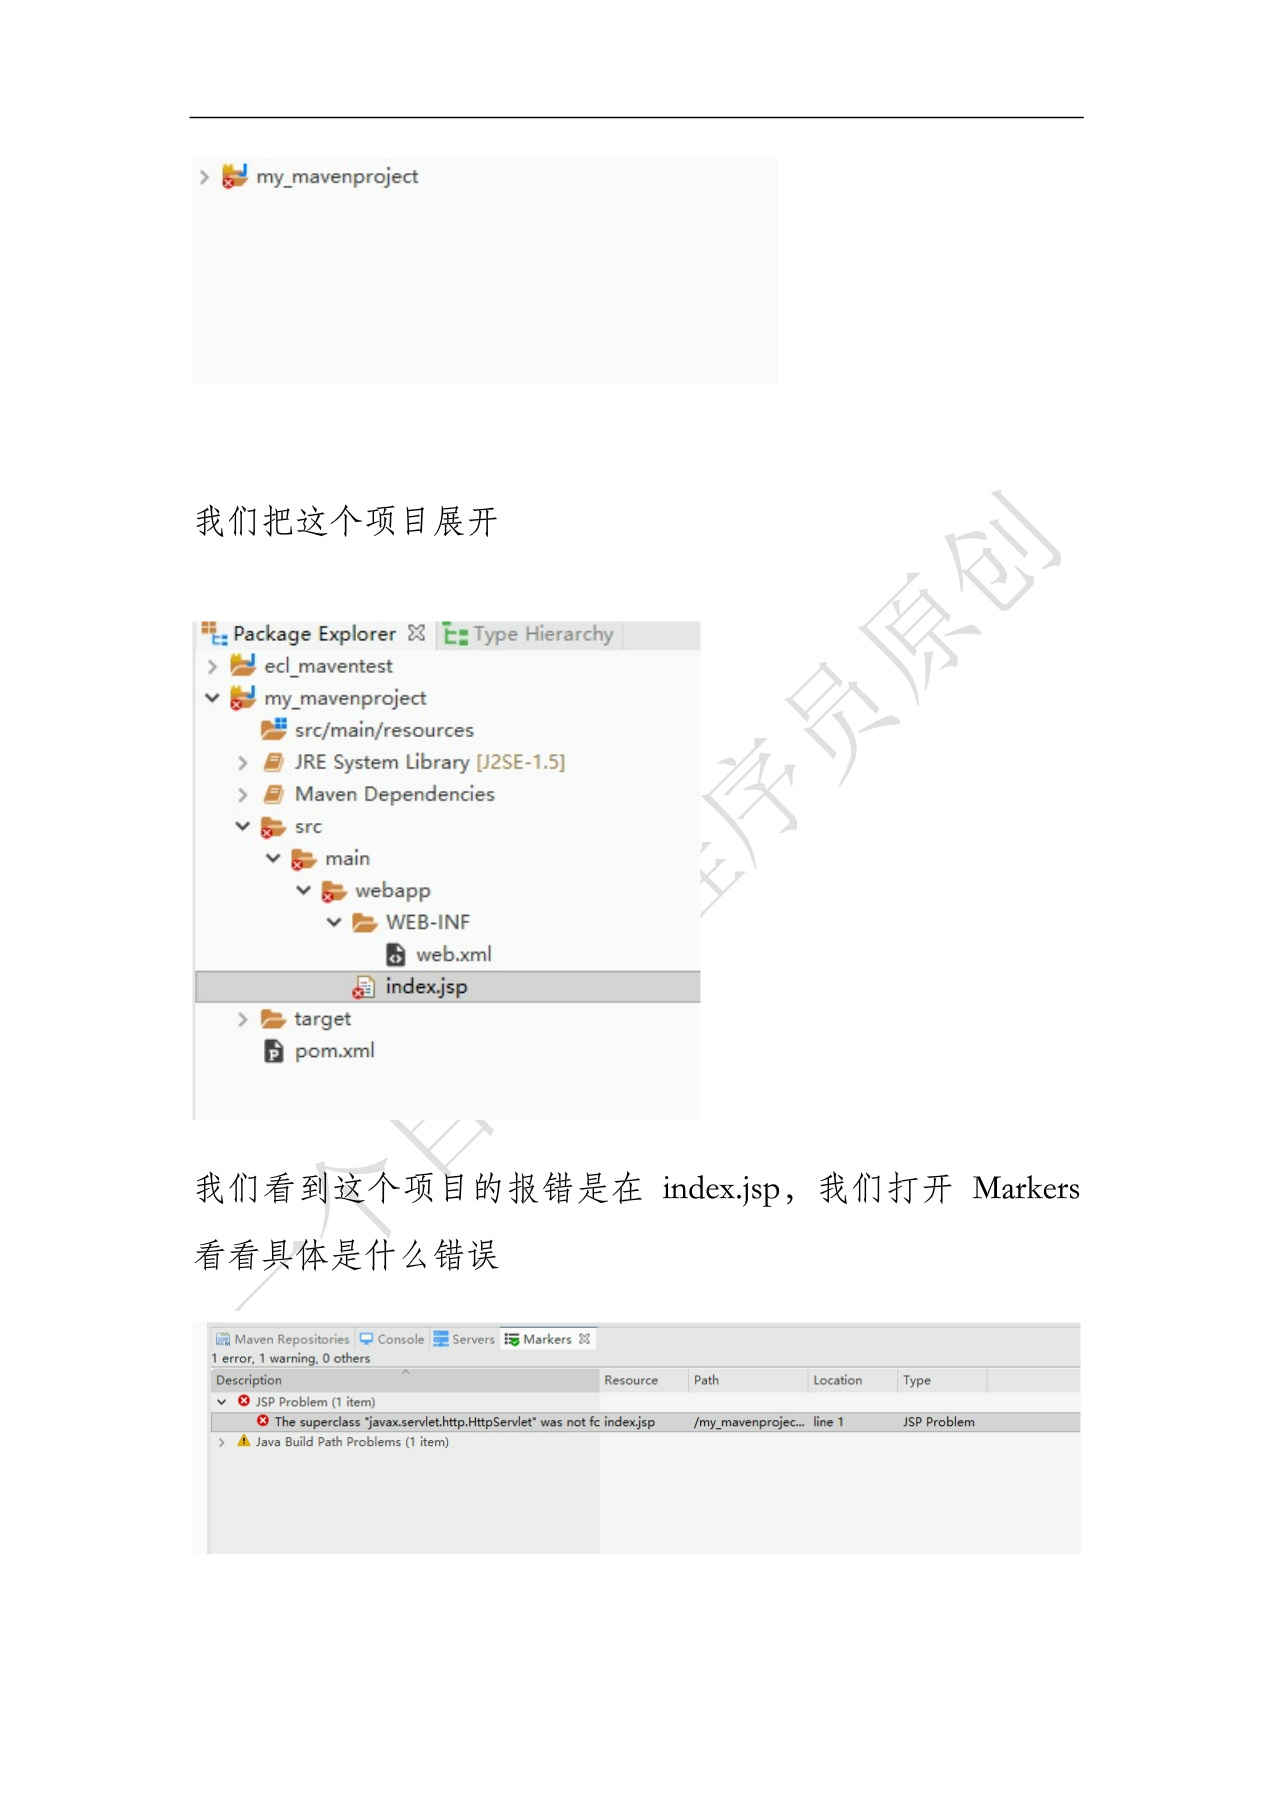 my_mavenproject
我们把这个项目展开
Package Explorer Type Hierarchy
ecl_maventest
my_mavenproject
src/main/resources
JRE System Library [J2SE-1.5]
Maven Dependencies
src
main
webapp
WEB-INF
web.xml
index.jsp
target
pom.xml
我们看到这个项目的报错是在 index.jsp，我们打开 Markers
看看具体是什么错误
Maven Repositories Console Servers Markers
1 error, 1 warning, 0 others
Description Resource Path Location Type
JSP Problem (1 item)
The superclass "javax.servlet.http.HttpServlet" was not fc index.jsp /my_mavenprojec... line 1 JSP Problem
Java Build Path Problems (1 item)
一个自 程序员原创